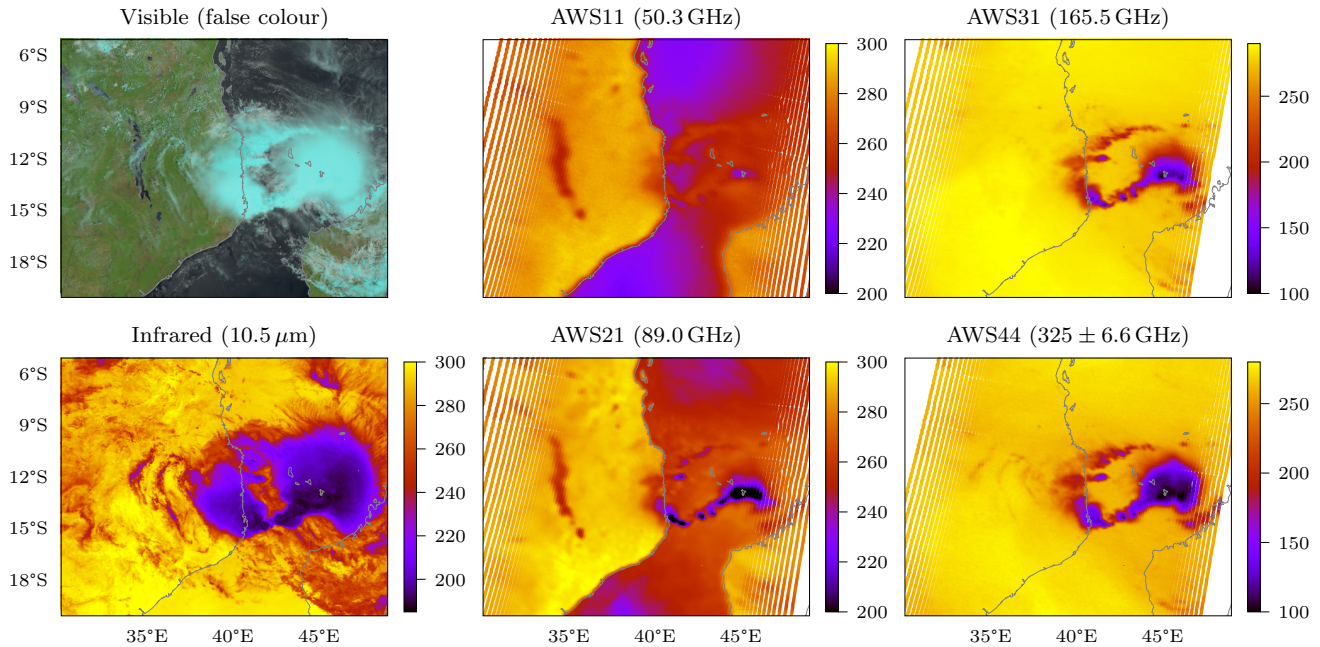 Visible (false colour)
AWS11 (50.3 GHz)
AWS31 (165.5 GHz)
6°S
9°S
12°S
15°S
18°S
300
280
260
240
220
200
250
200
150
100
Infrared (10.5 μm)
AWS21 (89.0 GHz)
AWS44 (325 ± 6.6 GHz)
6°S
9°S
12°S
15°S
18°S
300
280
260
240
220
200
300
280
260
240
220
200
250
200
150
100
35°E
40°E
45°E
35°E
40°E
45°E
35°E
40°E
45°E